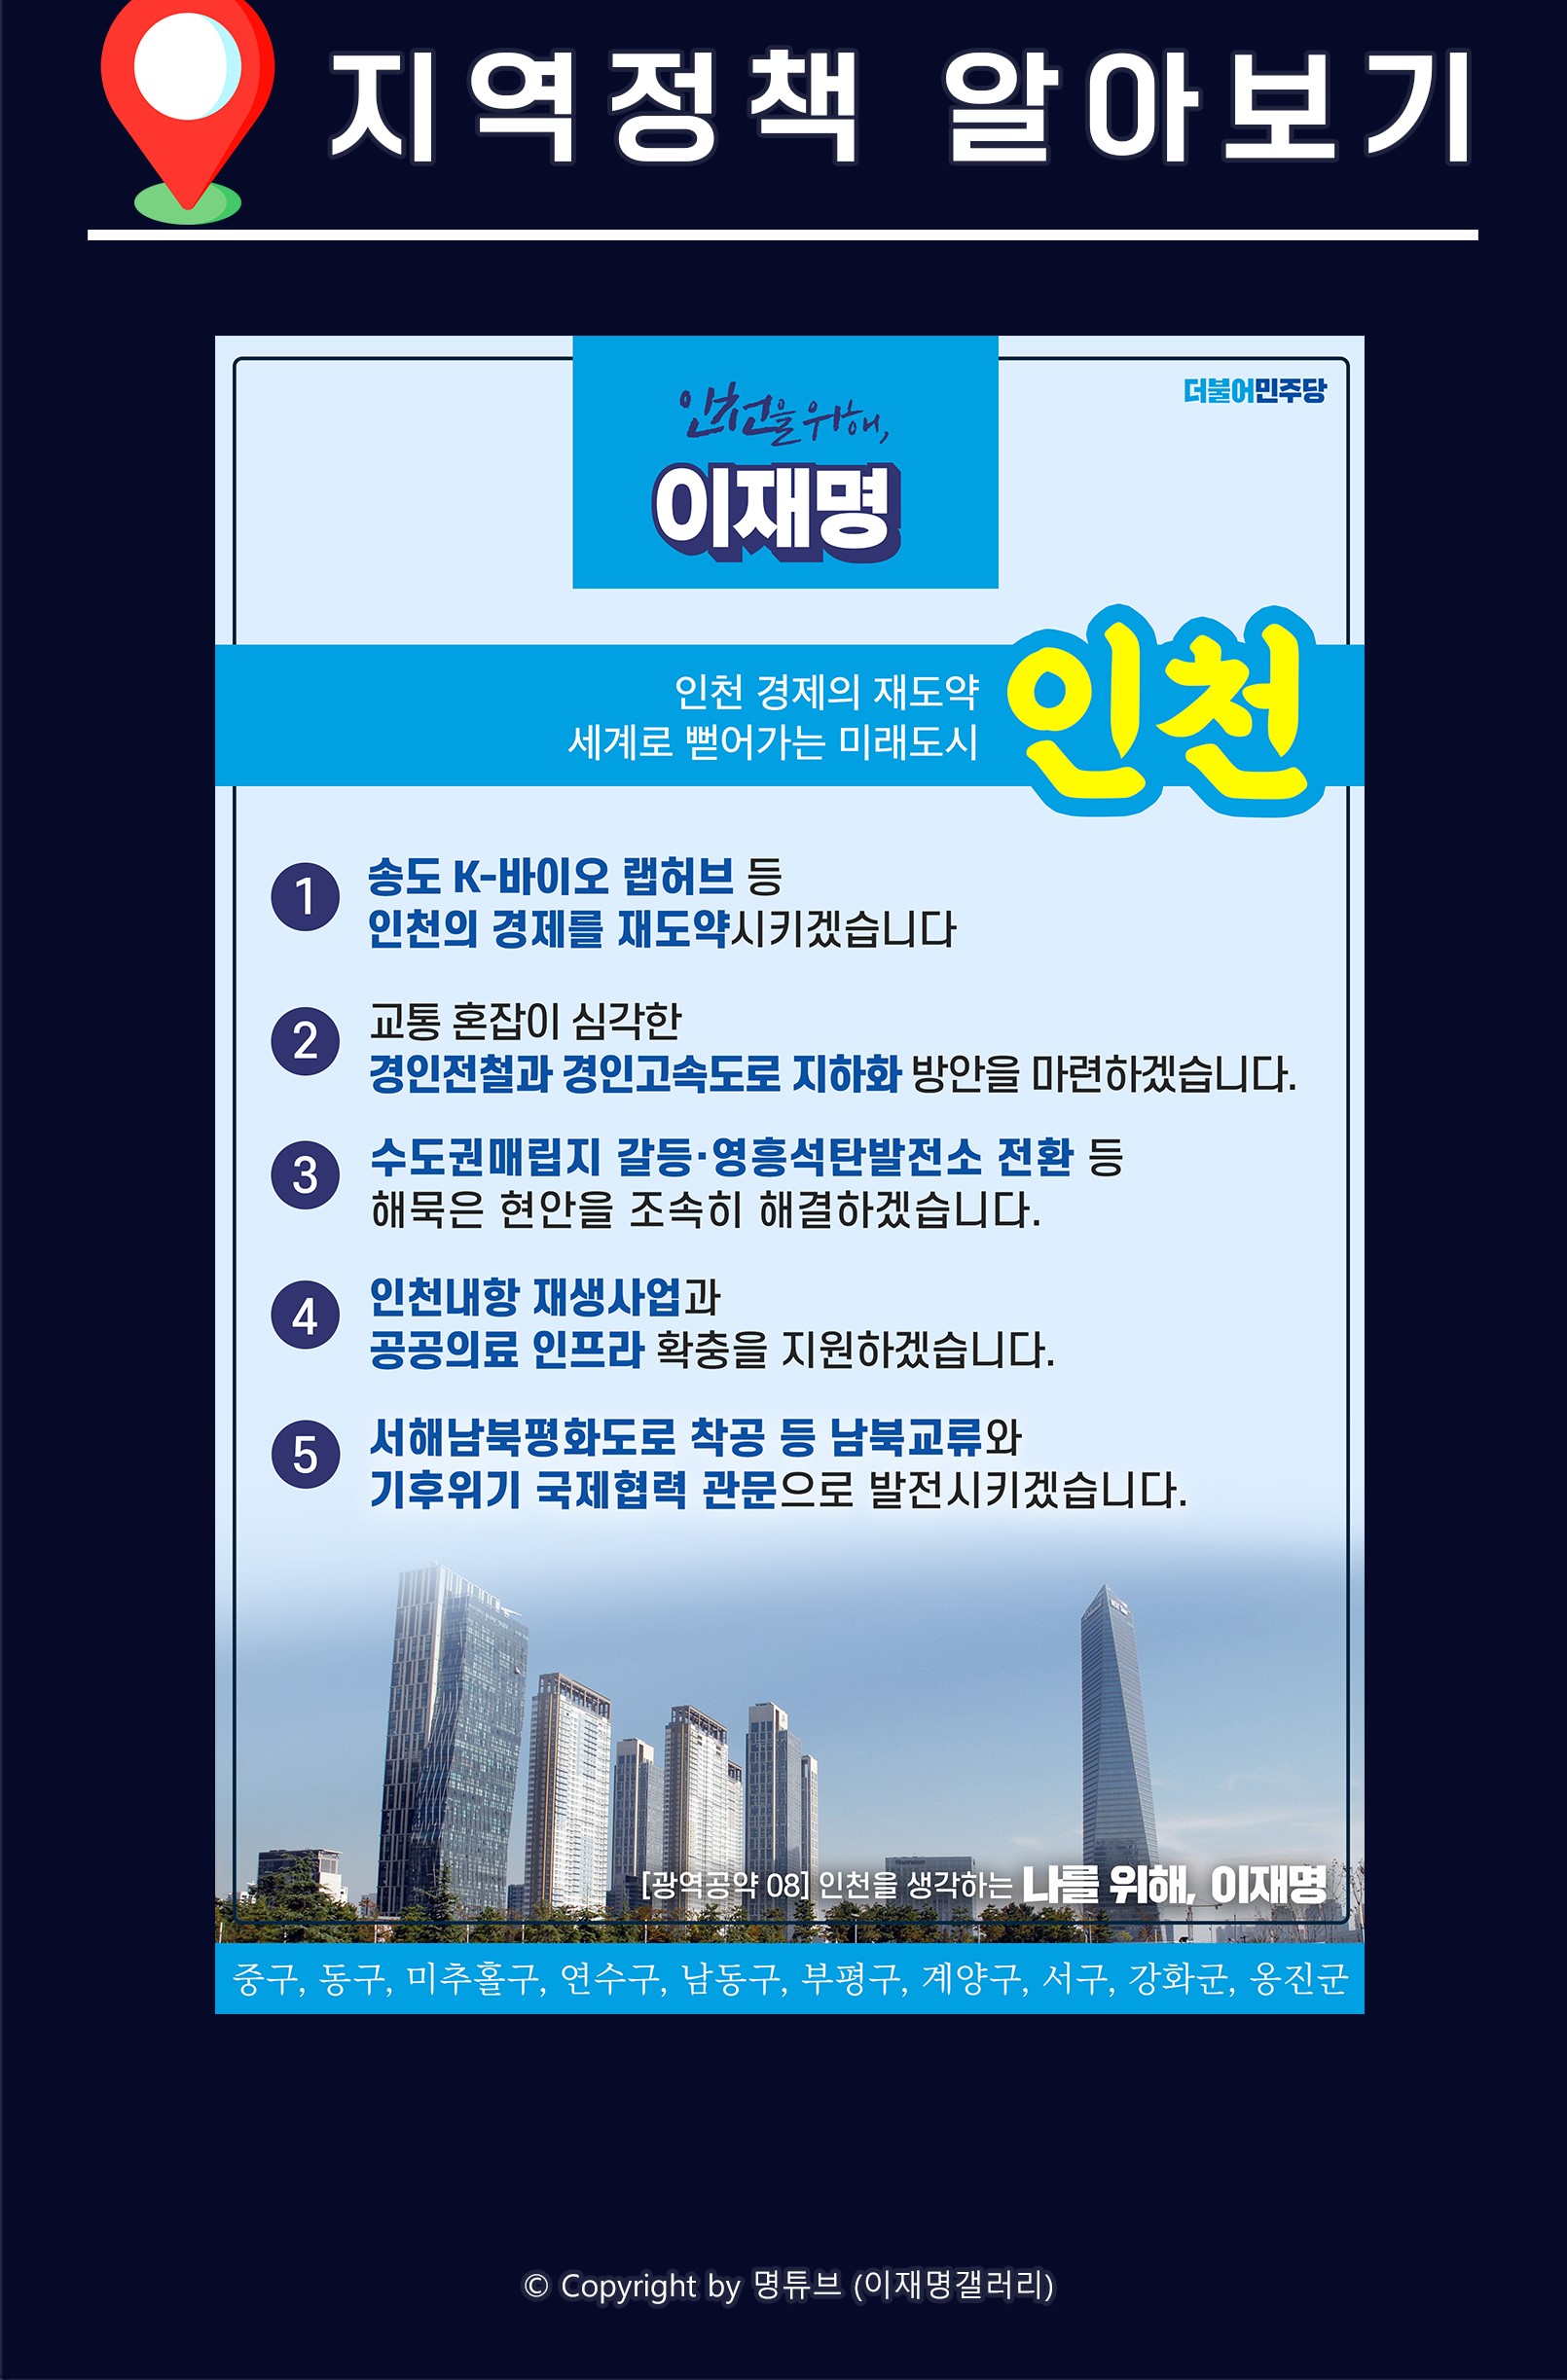 지역정책 알아보기
인천을 위해,
이재명
더불어민주당
인천 경제의 재도약
세계로 뻗어가는 미래도시
인천
1 송도 K-바이오 랩허브 등
인천의 경제를 재도약시키겠습니다
2 교통 혼잡이 심각한
경인전철과 경인고속도로 지하화 방안을 마련하겠습니다.
3 수도권매립지 갈등·영흥석탄발전소 전환 등
해묵은 현안을 조속히 해결하겠습니다.
4 인천내항 재생사업과
공공의료 인프라 확충을 지원하겠습니다.
5 서해남북평화도로 착공 등 남북교류와
기후위기 국제협력 관문으로 발전시키겠습니다.
[광역공약 08] 인천을 생각하는 나를 위해, 이재명
중구, 동구, 미추홀구, 연수구, 남동구, 부평구, 계양구, 서구, 강화군, 옹진군
© Copyright by 명튜브 (이재명갤러리)